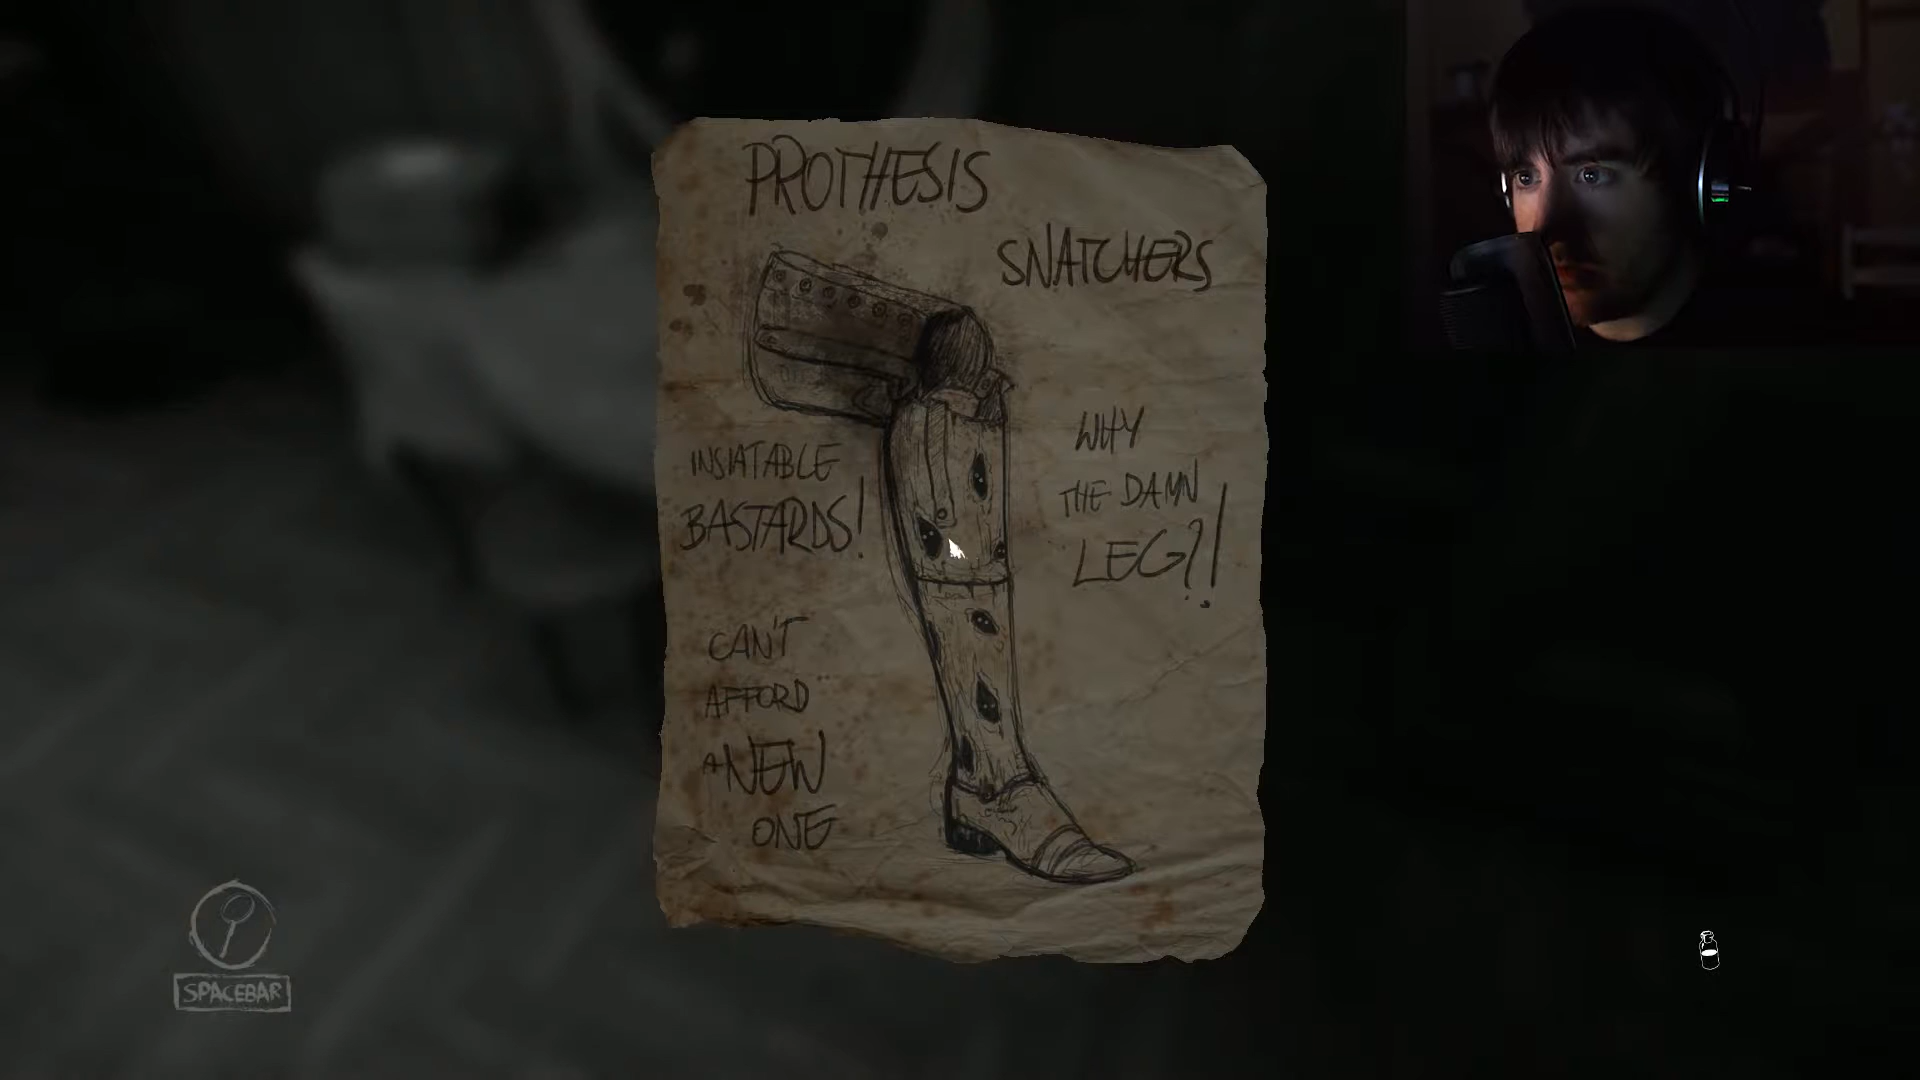 PROTHESIS
SNATCHERS
INSIATABLE
BASTARDS!
WHY
THE DAMN
LEG?!
CAN'T
AFFORD
A NEW
ONE
SPACEBAR